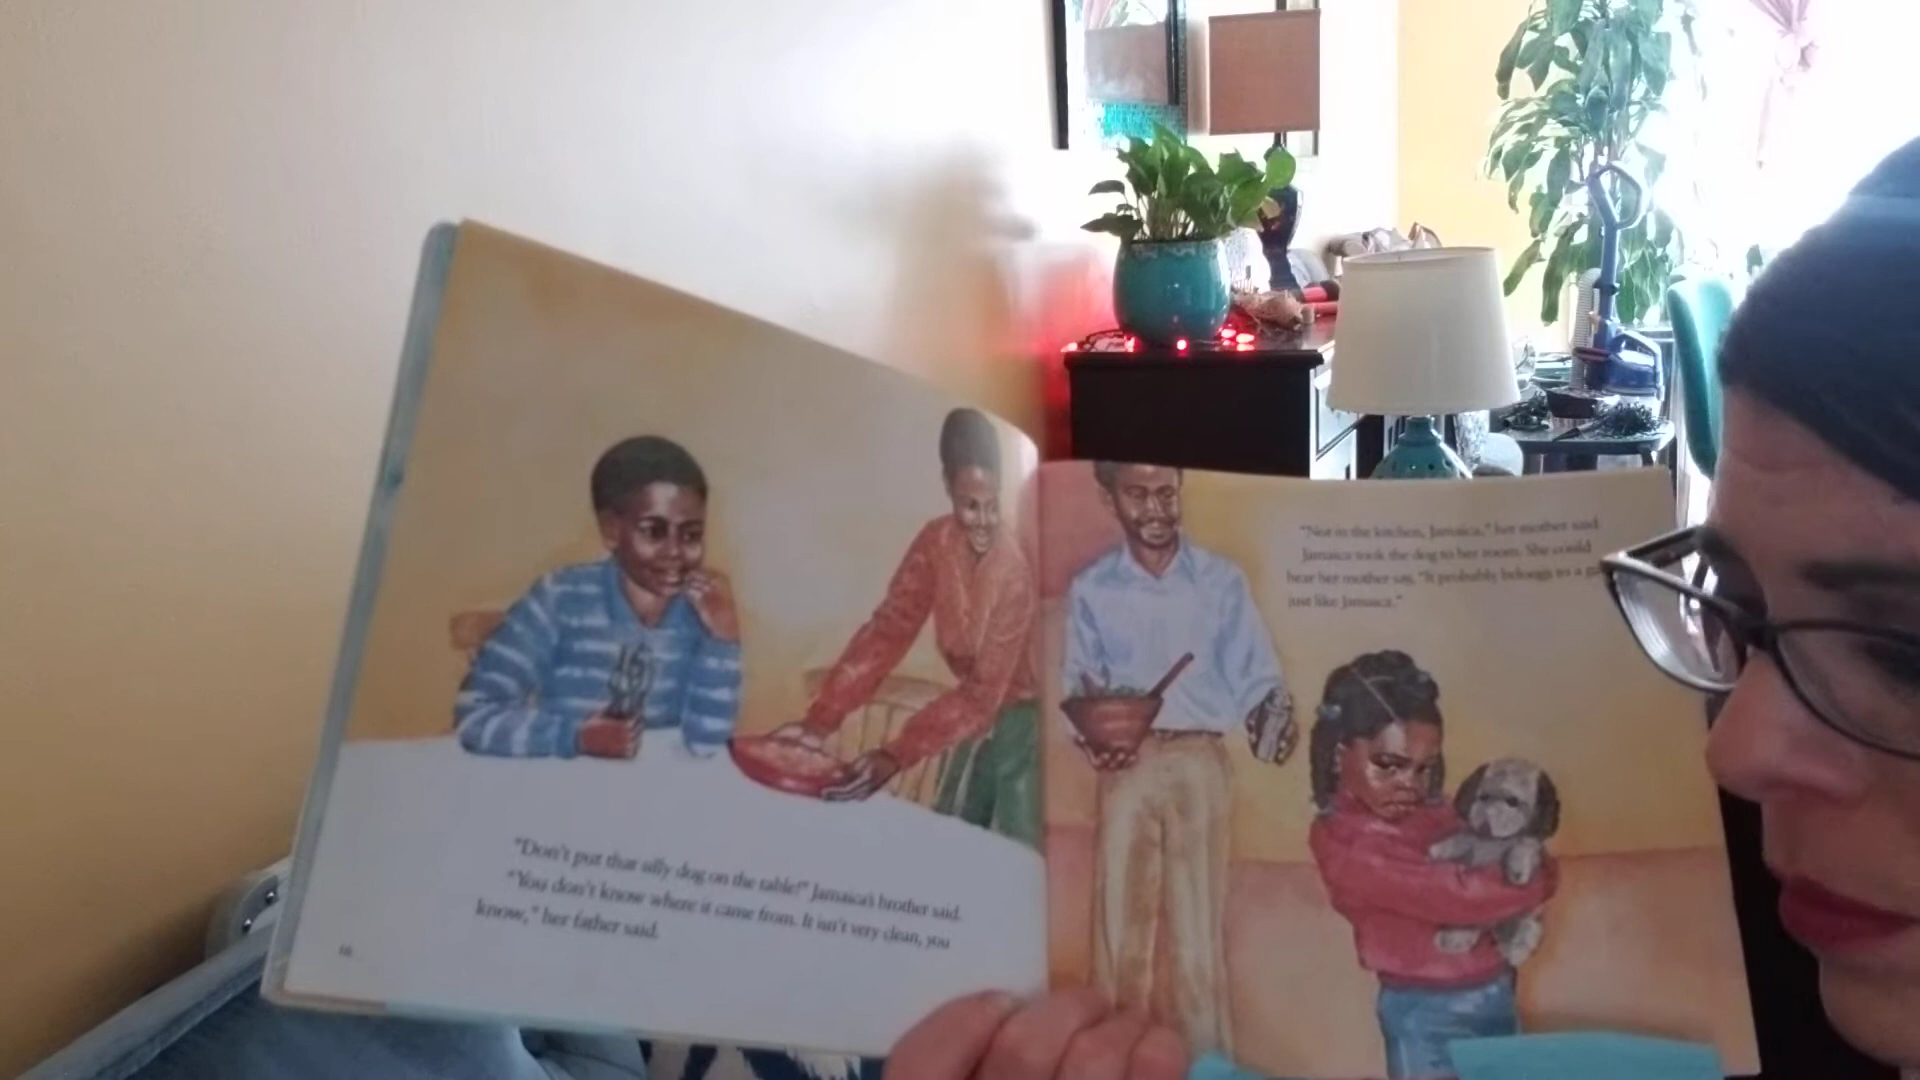 "Don't put that silly dog on the table!" Jamaica's brother said.
"You don't know where it came from. It isn't very clean, you
know," her father said.
"Not in the kitchen, Jamaica," her mother said.
Jamaica took the dog to her room. She could
hear her mother say, "It probably belongs to a
just like Jamaica."